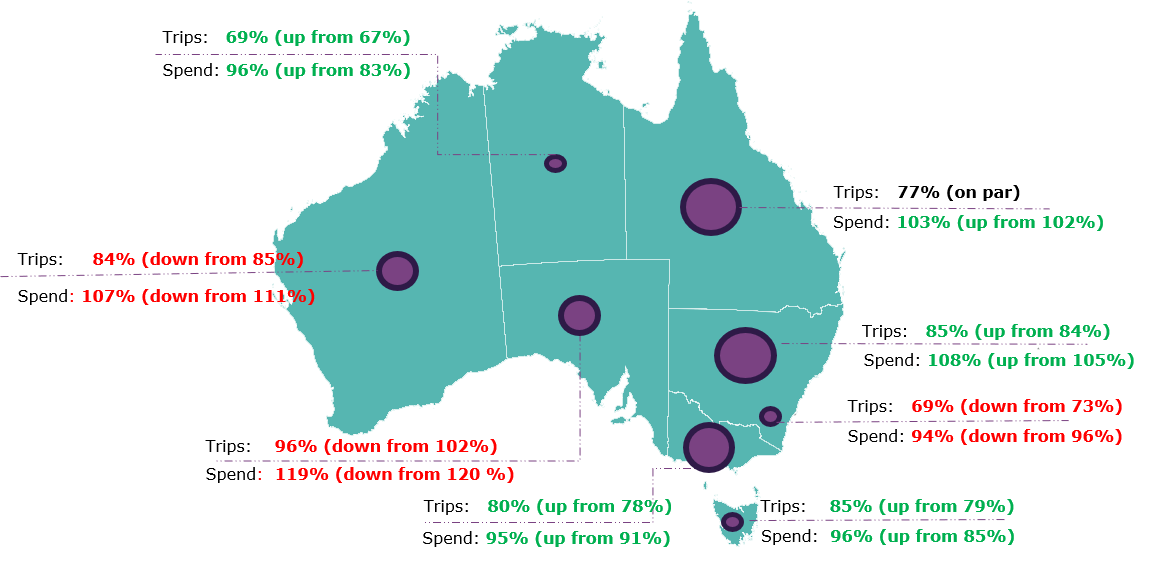 Trips: 69% (up from 67%)
Spend: 96% (up from 83%)
Trips: 77% (on par)
Spend: 103% (up from 102%)
Trips: 84% (down from 85%)
Spend: 107% (down from 111%)
Trips: 85% (up from 84%)
Spend: 108% (up from 105%)
Trips: 69% (down from 73%)
Spend: 94% (down from 96%)
Trips: 96% (down from 102%)
Spend: 119% (down from 120 %)
Trips: 80% (up from 78%)
Spend: 95% (up from 91%)
Trips: 85% (up from 79%)
Spend: 96% (up from 85%)